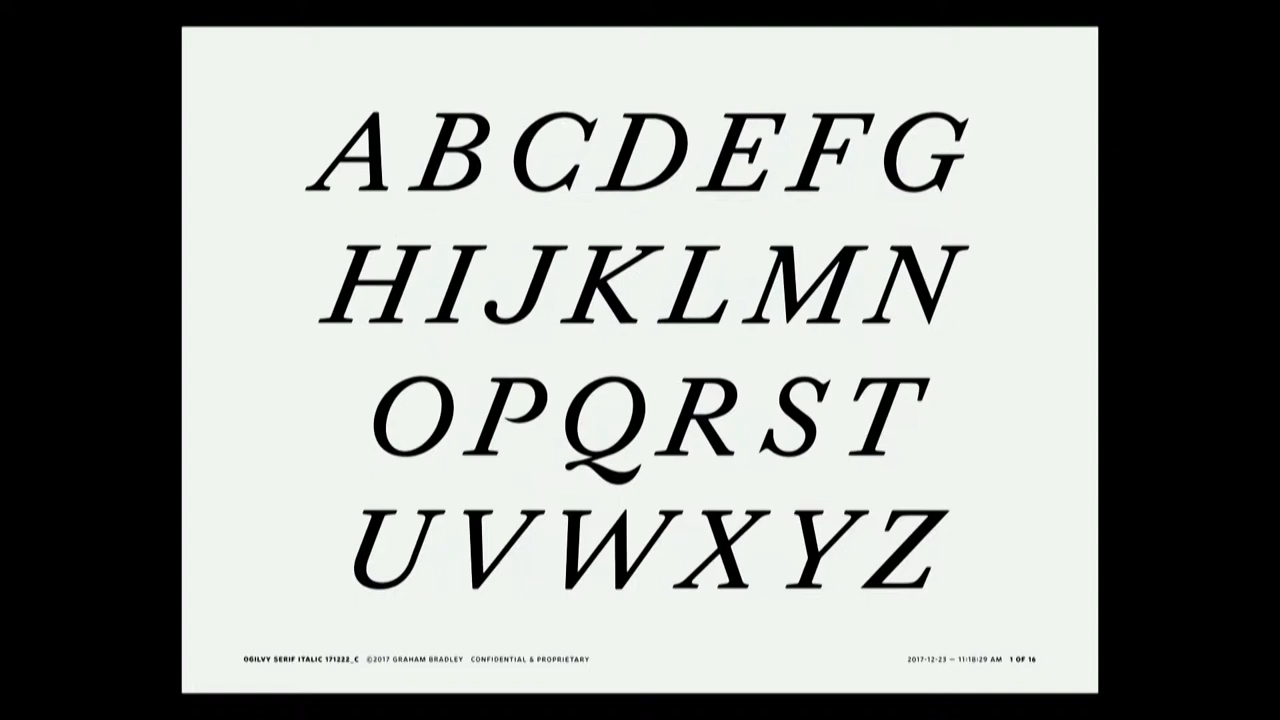 ABCDEFG
HIJKLMN
OPQRST
UVWXYZ
OGILVY SERIF ITALIC 171222_C ©2017 GRAHAM BRADLEY CONFIDENTIAL & PROPRIETARY 2017-12-23 — 11:18:29 AM 1 OF 16